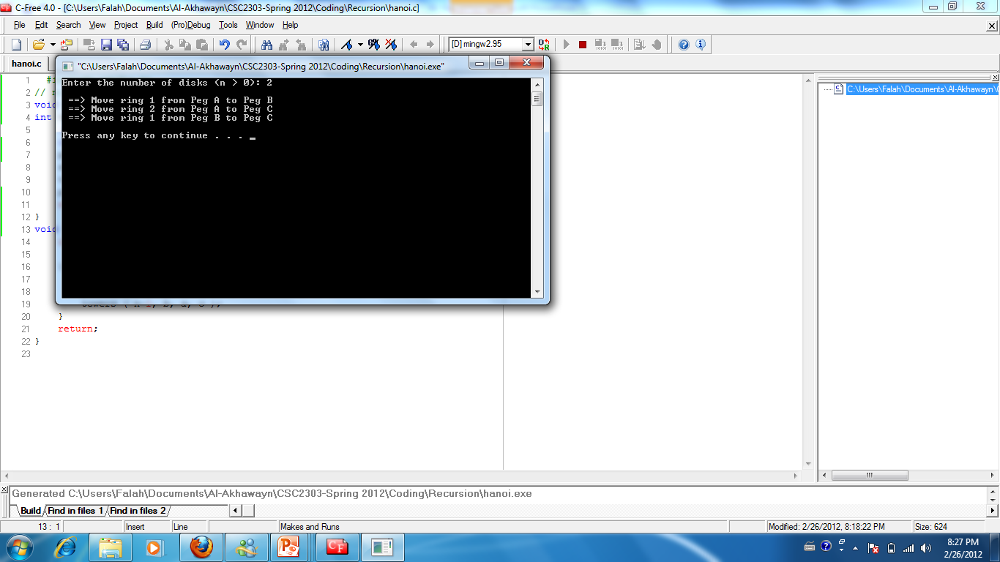 C-Free 4.0 - [C:\Users\Falah\Documents\Al-Akhawayn\CSC2303-Spring 2012\Coding\Recursion\hanoi.c]
File Edit Search View Project Build (Pro)Debug Tools Window Help
[D] mingw2.95
hanoi.c
"C:\Users\Falah\Documents\Al-Akhawayn\CSC2303-Spring 2012\Coding\Recursion\hanoi.exe"
Enter the number of disks (n > 0): 2
==> Move ring 1 from Peg A to Peg B
==> Move ring 2 from Peg A to Peg C
==> Move ring 1 from Peg B to Peg C
Press any key to continue . . . _
C:\Users\Falah\Documents\Al-Akhawayn\
1
2 //
3 void
4 int
5
6
7
8
9
10
11
12 }
13 void
14
15
16
17
18
19
20 }
21 return;
22 }
23
Generated C:\Users\Falah\Documents\Al-Akhawayn\CSC2303-Spring 2012\Coding\Recursion\hanoi.exe
Build Find in files 1 Find in files 2
13 : 1 Insert Line Makes and Runs Modified: 2/26/2012, 8:18:22 PM Size: 624
8:27 PM
2/26/2012